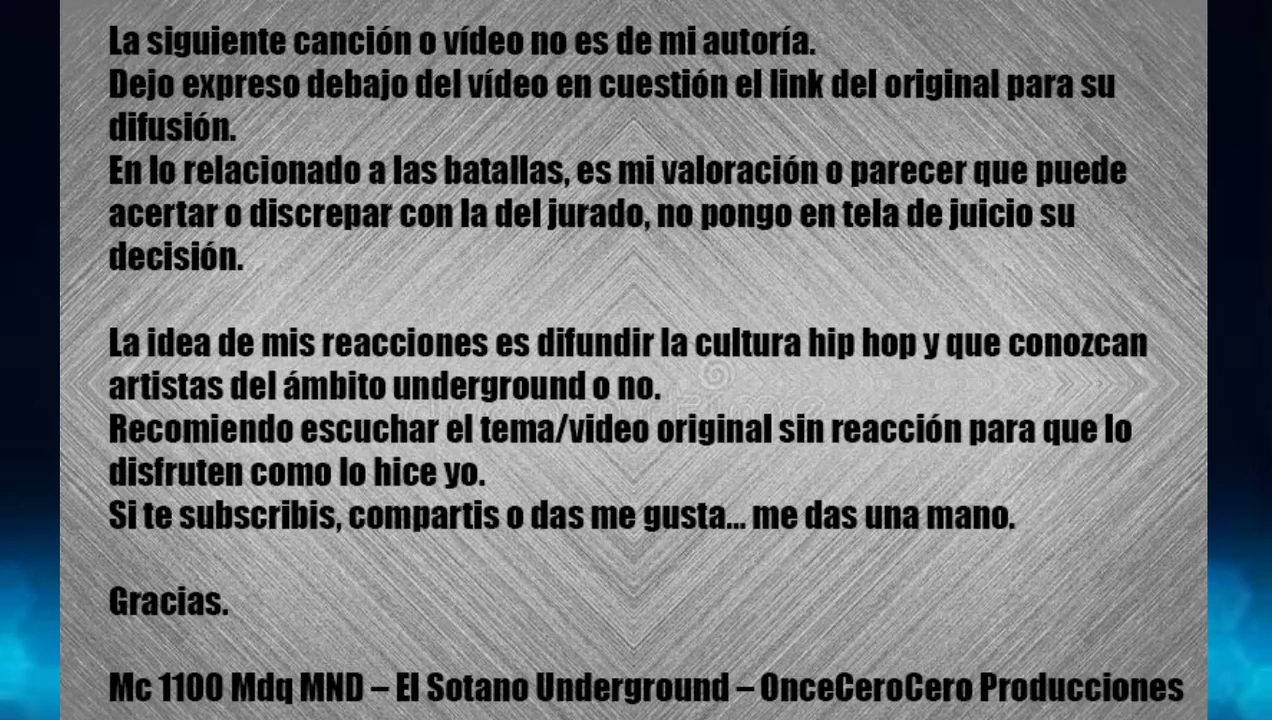 La siguiente canción o vídeo no es de mi autoría.
Dejo expreso debajo del vídeo en cuestión el link del original para su
difusión.
En lo relacionado a las batallas, es mi valoración o parecer que puede
acertar o discrepar con la del jurado, no pongo en tela de juicio su
decisión.
La idea de mis reacciones es difundir la cultura hip hop y que conozcan
artistas del ámbito underground o no.
Recomiendo escuchar el tema/video original sin reacción para que lo
disfruten como lo hice yo.
Si te subscribis, compartis o das me gusta... me das una mano.
Gracias.
Mc 1100 Mdq MND – El Sotano Underground – OnceCeroCero Producciones